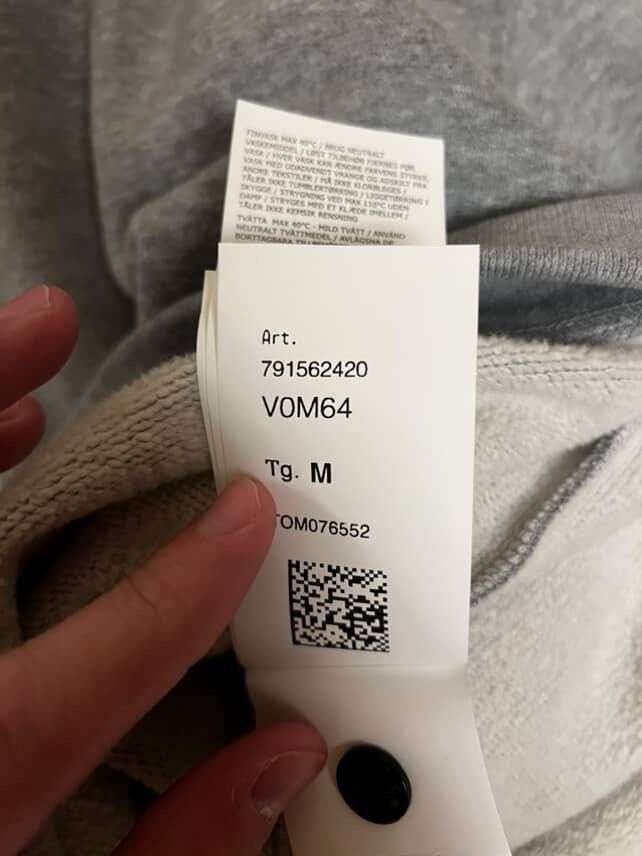 FINVASK MAX 40°C / BRUG NEUTRALT
VASKEMIDDEL / LØST TILBEHØR FJERNES FØR
VASK / HVER VASK KAN ÆNDRE FARVENS STYRKE,
VASK MED UDADVENDT VRANGE OG ADSKILT FRA
ANDRE TEKSTILER / MÅ IKKE KLORBLEGES /
TÅLER IKKE TUMBLERTØRRING / LIGGETØRRING I
SKYGGE / STRYGNING VED MAX 110°C UDEN
DAMP / STRYGES MED ET KLÆDE IMELLEM /
TÅLER IKKE KEMISK RENSNING
TVÄTTA MAX 40°C - MILD TVÄTT / ANVÄND
NEUTRALT TVÄTTMEDEL / AVLÄGSNA DE
BORTTAGBARA
Art.
791562420
V0M64
Tg. M
TOM076552